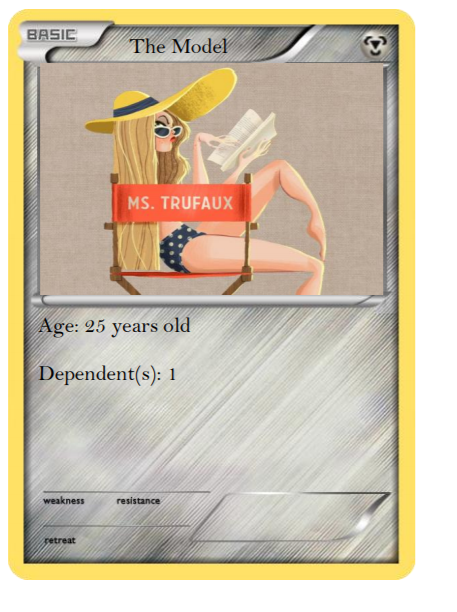 BASIC
The Model
MS. TRUFAUX
Age: 25 years old
Dependent(s): 1
weakness resistance
retreat